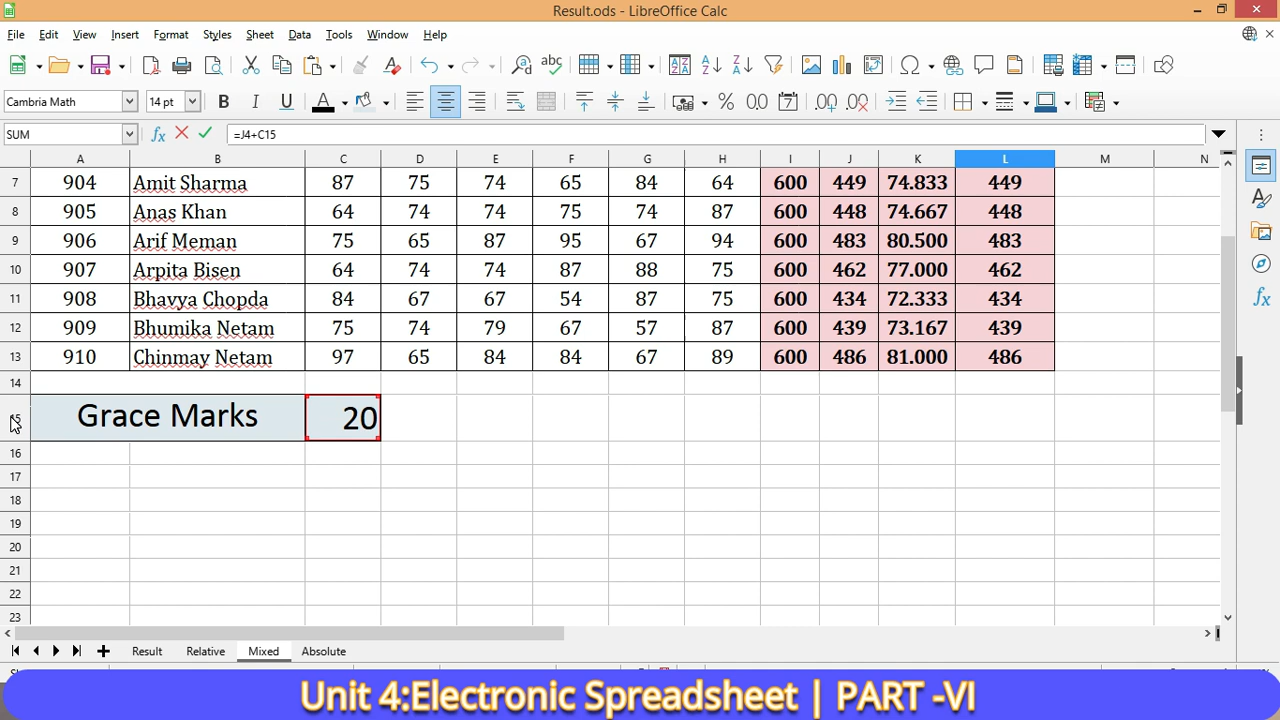 Result.ods - LibreOffice Calc
File Edit View Insert Format Styles Sheet Data Tools Window Help
Cambria Math 14 pt
SUM =J4+C15
A B C D E F G H I J K L M N
7 904 Amit Sharma 87 75 74 65 84 64 600 449 74.833 449
8 905 Anas Khan 64 74 74 75 74 87 600 448 74.667 448
9 906 Arif Meman 75 65 87 95 67 94 600 483 80.500 483
10 907 Arpita Bisen 64 74 74 87 88 75 600 462 77.000 462
11 908 Bhavya Chopda 84 67 67 54 87 75 600 434 72.333 434
12 909 Bhumika Netam 75 74 79 67 57 87 600 439 73.167 439
13 910 Chinmay Netam 97 65 84 84 67 89 600 486 81.000 486
14
15 Grace Marks 20
16
17
18
19
20
21
22
23
Result Relative Mixed Absolute
Unit 4:Electronic Spreadsheet | PART -VI